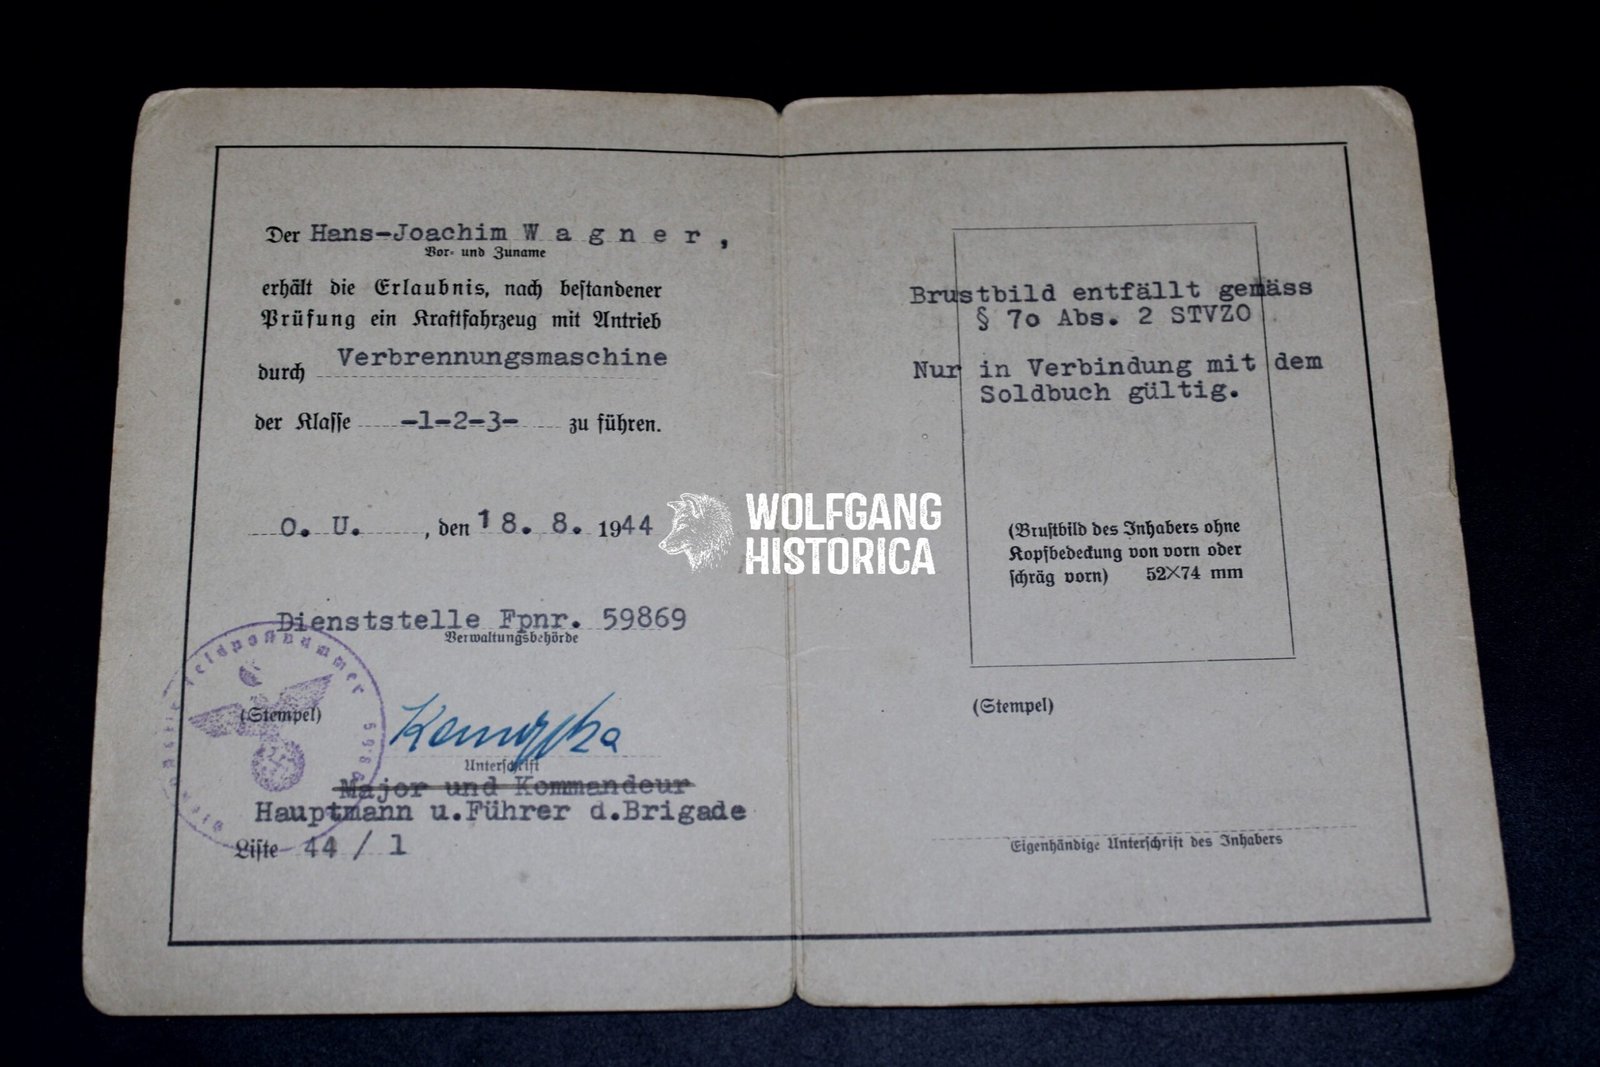 Der Hans-Joachim W a g n e r ,
Vor- und Zuname
erhält die Erlaubnis, nach bestandener
Prüfung ein Kraftfahrzeug mit Antrieb
durch Verbrennungsmaschine
der Klasse -1-2-3- zu führen.
O. U. , den 18. 8. 1944
Dienststelle Fpnr. 59869
Verwaltungsbehörde
Feldpostnummer
(Stempel)
Unterschrift
Major und Kommandeur
Hauptmann u.Führer d.Brigade
Liste 44 / 1
WOLFGANG
HISTORICA
Brustbild entfällt gemäss
§ 7o Abs. 2 STVZO
Nur in Verbindung mit dem
Soldbuch gültig.
(Brustbild des Inhabers ohne
Kopfbedeckung von vorn oder
schräg vorn) 52×74 mm
(Stempel)
Eigenhändige Unterschrift des Inhabers